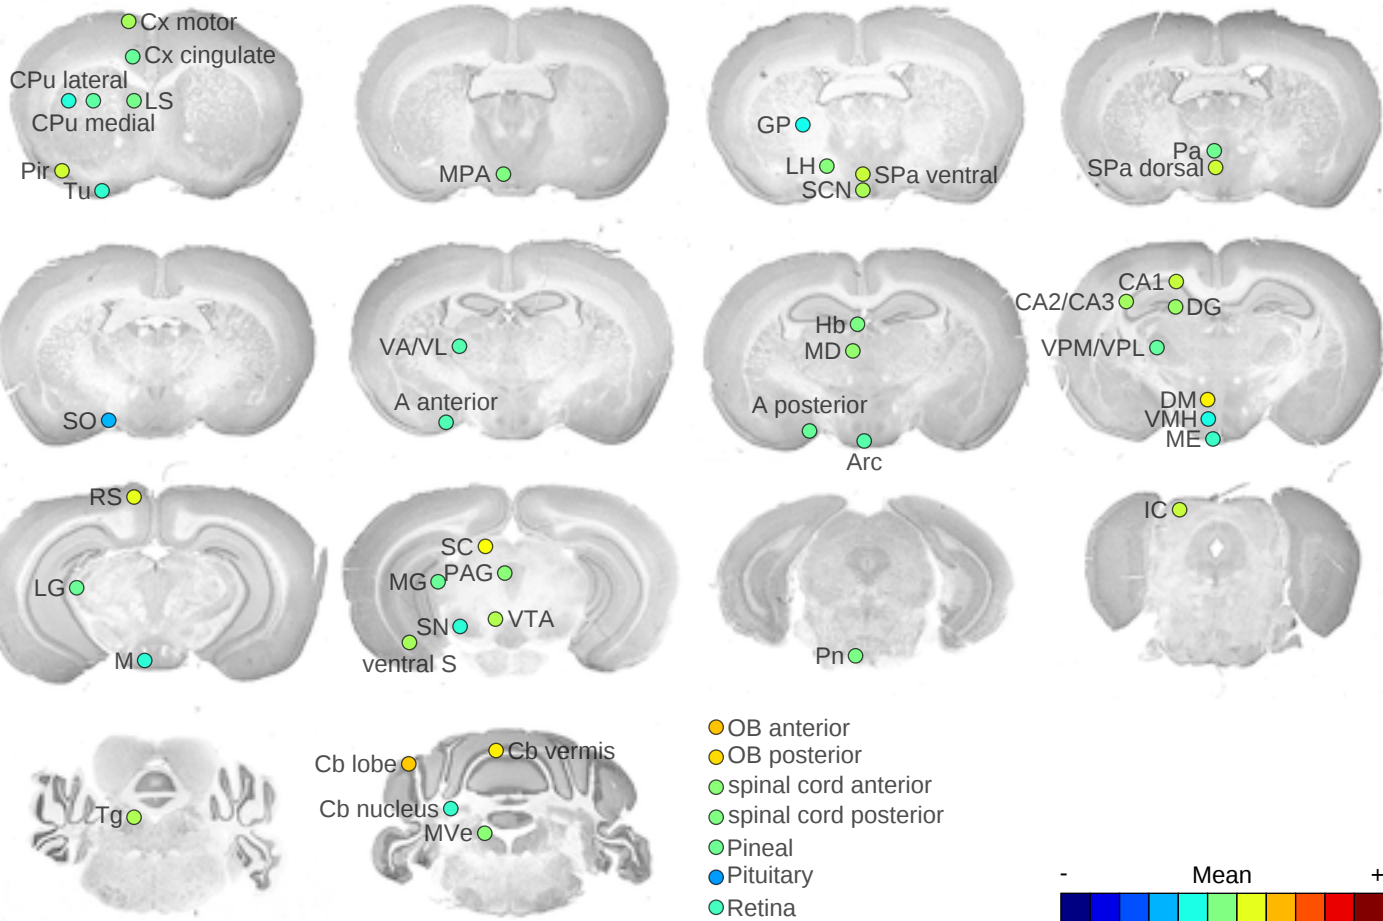 Cx motor
Cx cingulate
CPu lateral
LS
CPu medial
Pir
Tu
MPA
GP
LH
SPa ventral
SCN
Pa
SPa dorsal
SO
VA/VL
A anterior
Hb
MD
A posterior
Arc
CA1
CA2/CA3
DG
VPM/VPL
DM
VMH
ME
RS
LG
M
SC
PAG
MG
VTA
SN
ventral S
Pn
IC
Tg
Cb lobe
Cb vermis
Cb nucleus
MVe
OB anterior
OB posterior
spinal cord anterior
spinal cord posterior
Pineal
Pituitary
Retina
- Mean +